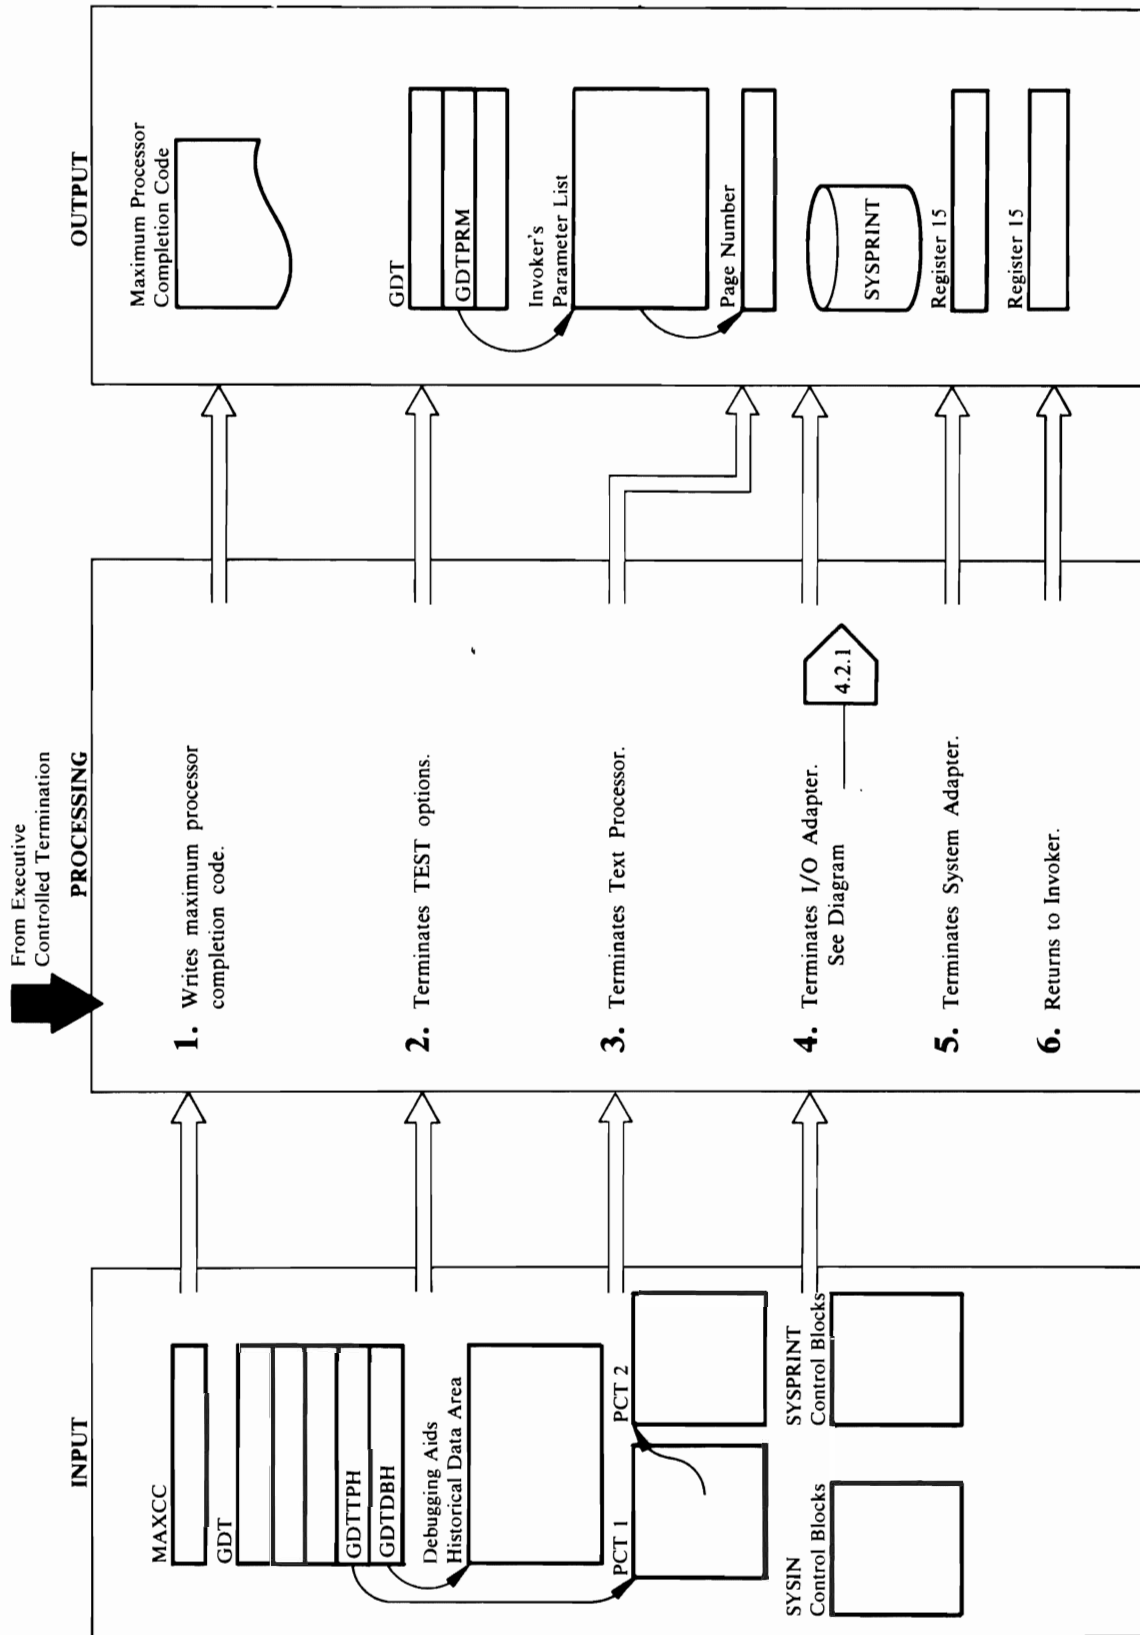 From Executive
Controlled Termination
INPUT
MAXCC
GDT
GDTTPH
GDTDBH
Debugging Aids
Historical Data Area
PCT 1
PCT 2
SYSIN
Control Blocks
SYSPRINT
Control Blocks
PROCESSING
1. Writes maximum processor
completion code.
2. Terminates TEST options.
3. Terminates Text Processor.
4. Terminates I/O Adapter.
See Diagram
4.2.1
5. Terminates System Adapter.
6. Returns to Invoker.
OUTPUT
Maximum Processor
Completion Code
GDT
GDTPRM
Invoker's
Parameter List
Page Number
SYSPRINT
Register 15
Register 15